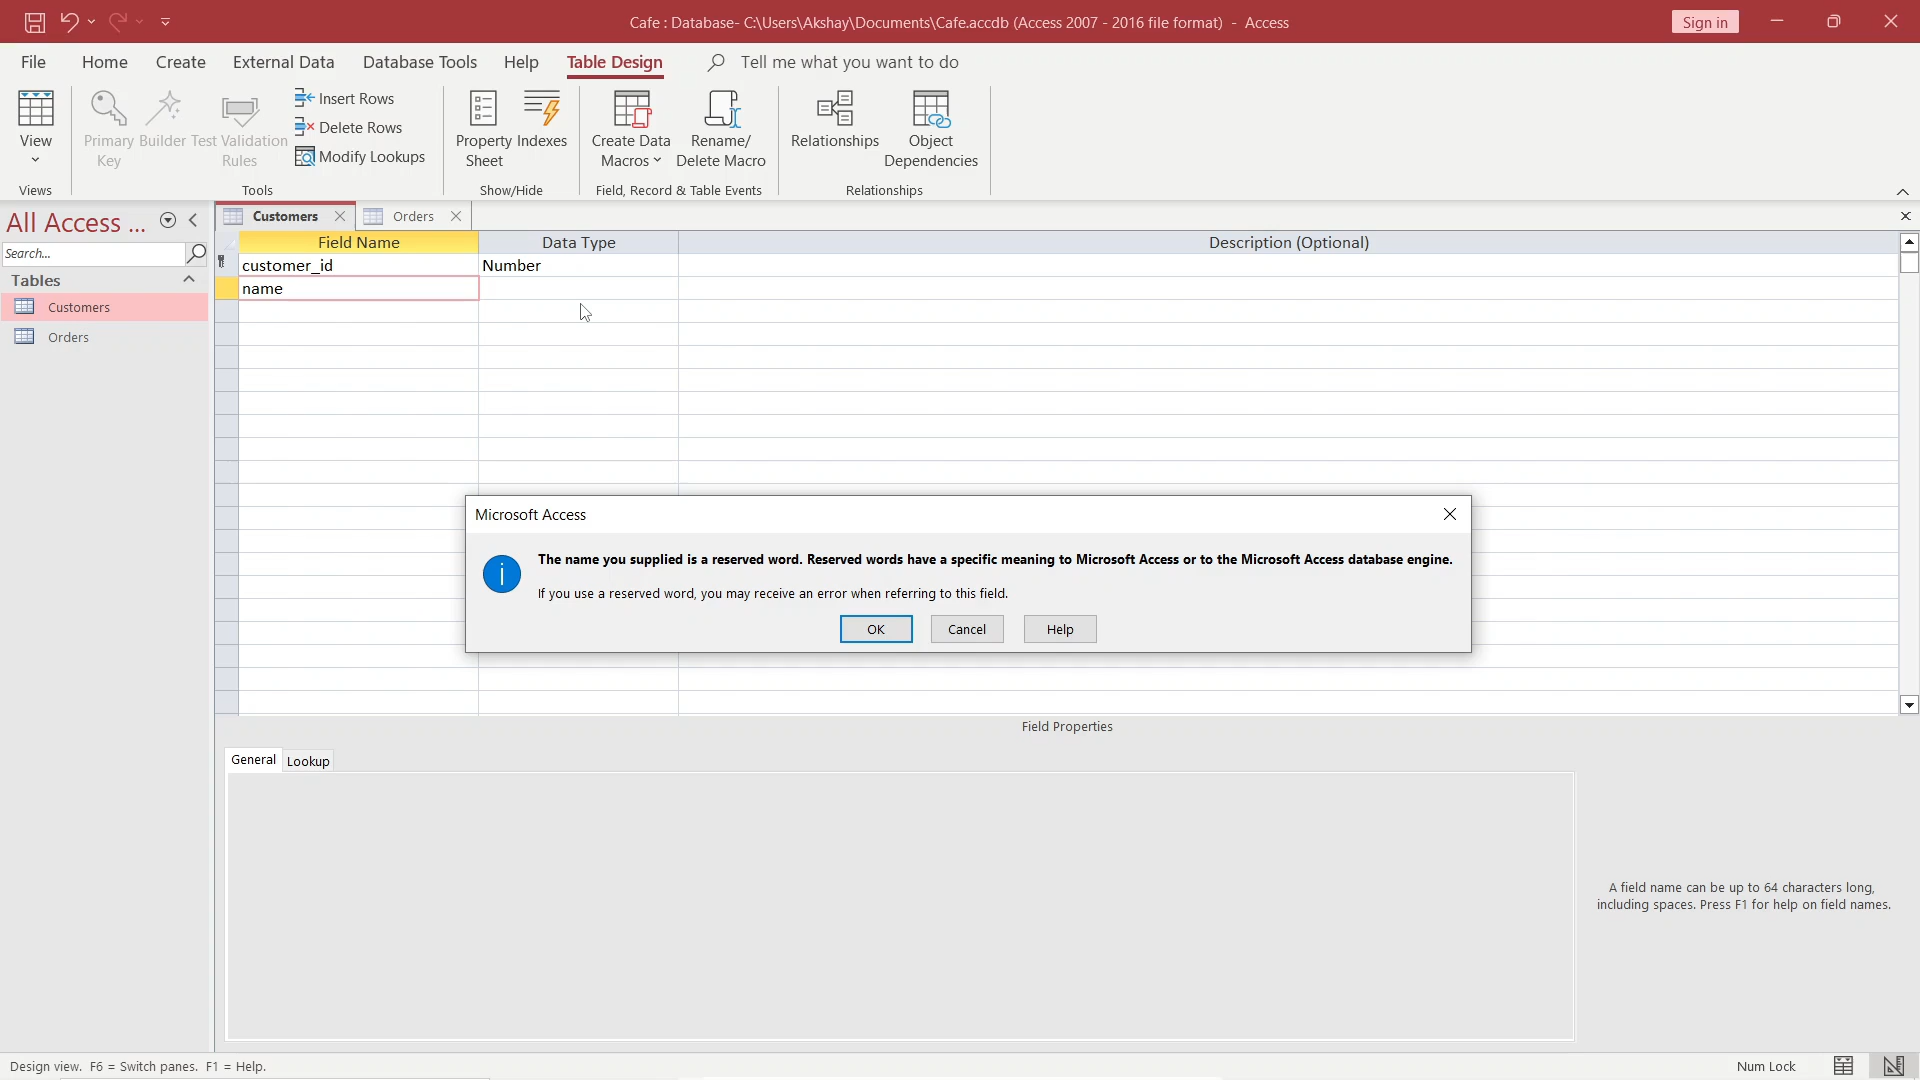 Cafe : Database- C:\Users\Akshay\Documents\Cafe.accdb (Access 2007 - 2016 file format) - Access
Sign in
File Home Create External Data Database Tools Help Table Design Tell me what you want to do
View
Primary Key
Builder
Test Validation Rules
Insert Rows
Delete Rows
Modify Lookups
Property Sheet
Indexes
Create Data Macros
Rename/ Delete Macro
Relationships
Object Dependencies
Views
Tools
Show/Hide
Field, Record & Table Events
Relationships
All Access ...
Search...
Tables
Customers
Orders
Customers Orders
Field Name Data Type Description (Optional)
customer_id Number
name
Microsoft Access
The name you supplied is a reserved word. Reserved words have a specific meaning to Microsoft Access or to the Microsoft Access database engine.
If you use a reserved word, you may receive an error when referring to this field.
OK Cancel Help
Field Properties
General Lookup
A field name can be up to 64 characters long,
including spaces. Press F1 for help on field names.
Design view. F6 = Switch panes. F1 = Help.
Num Lock